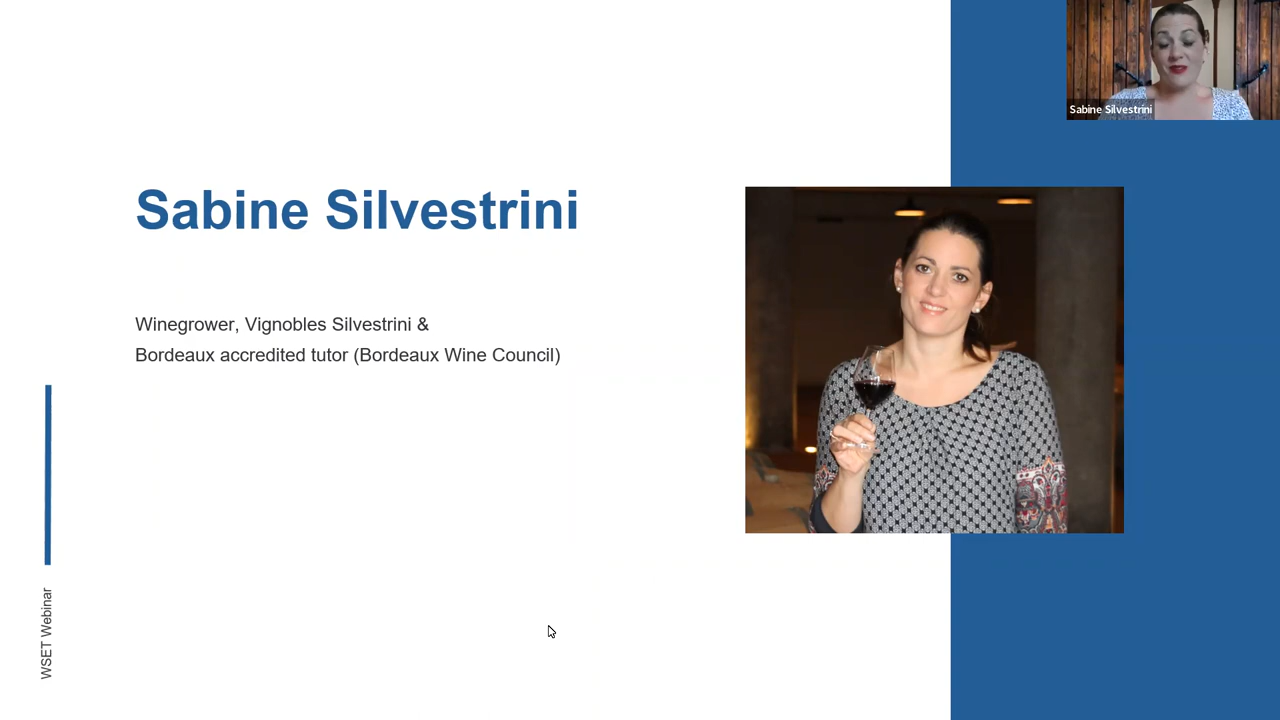 Sabine Silvestrini
Sabine Silvestrini
Winegrower, Vignobles Silvestrini &
Bordeaux accredited tutor (Bordeaux Wine Council)
WSET Webinar